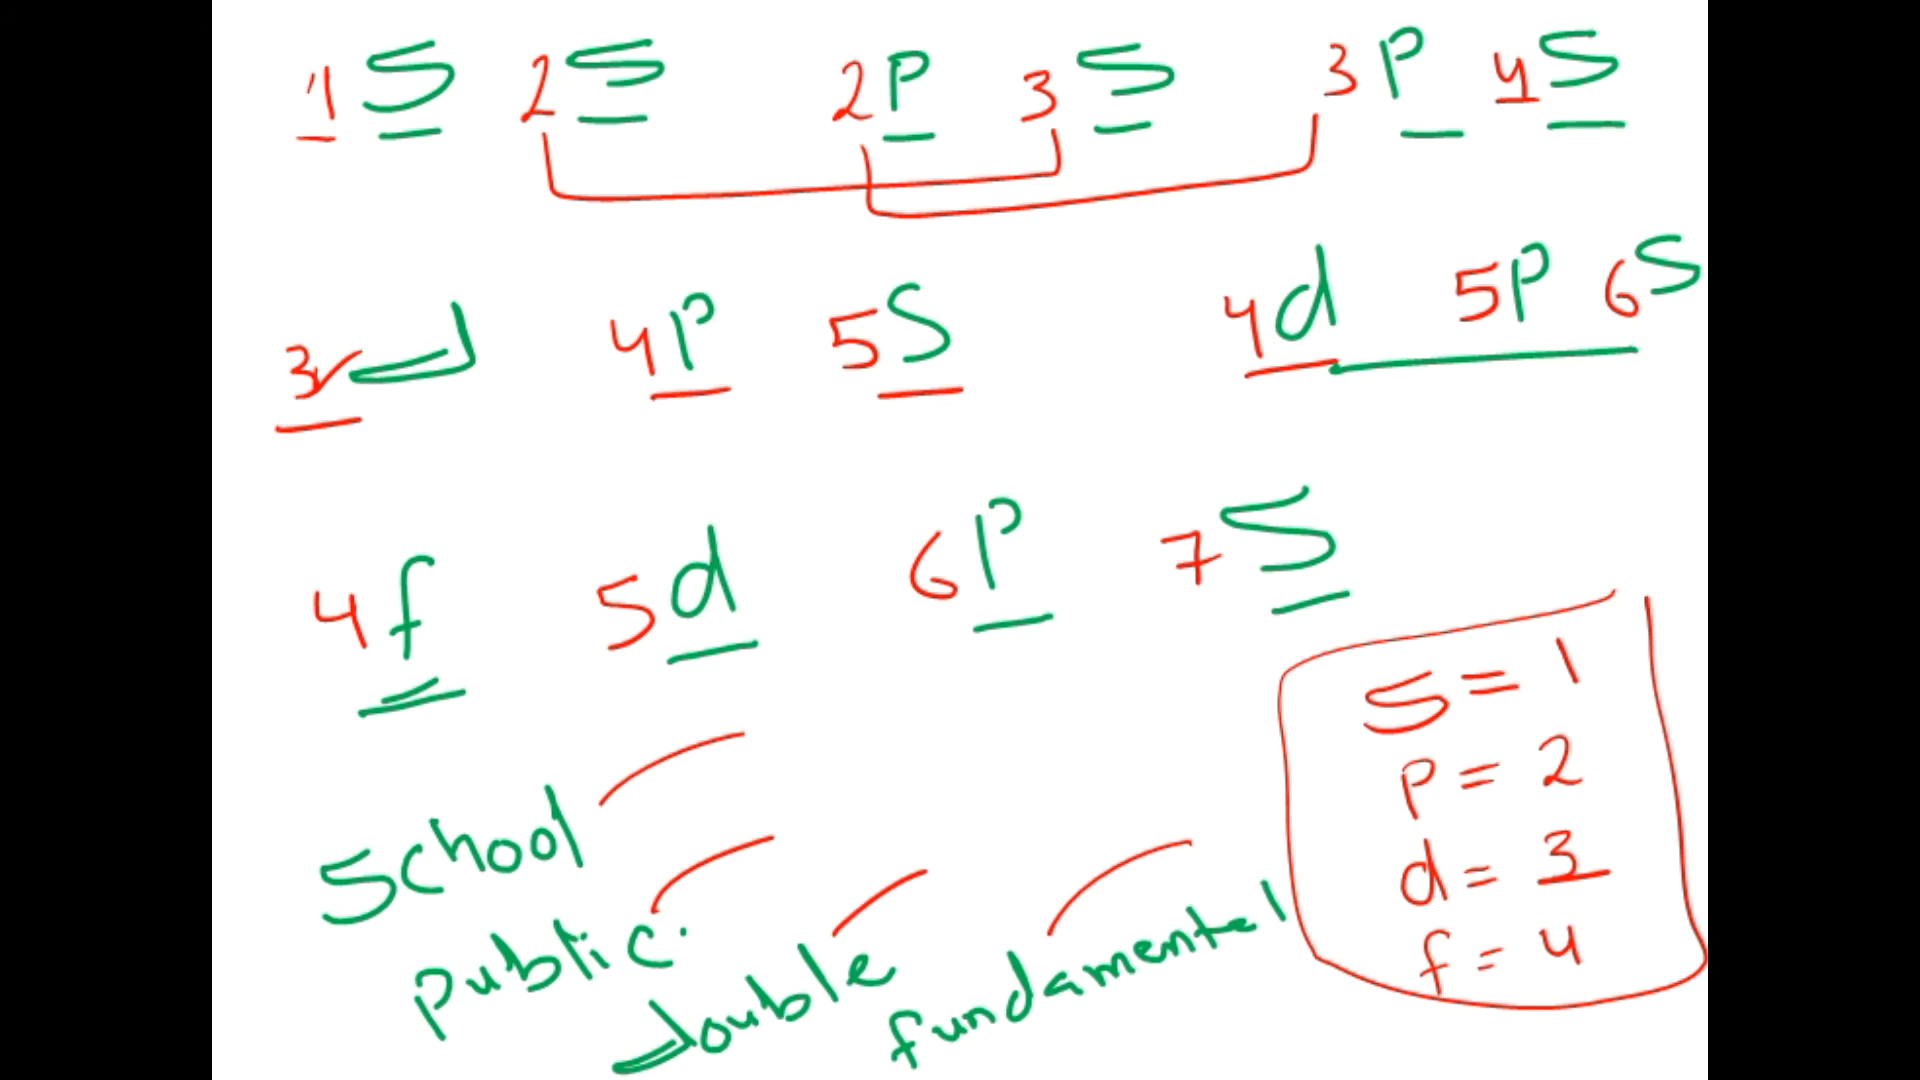 1S 2S 2P 3S 3P 4S
3d 4P 5S 4d 5P 6S
4f 5d 6P 7S
S = 1
P = 2
d = 3
f = 4
School
public.
double
fundamental